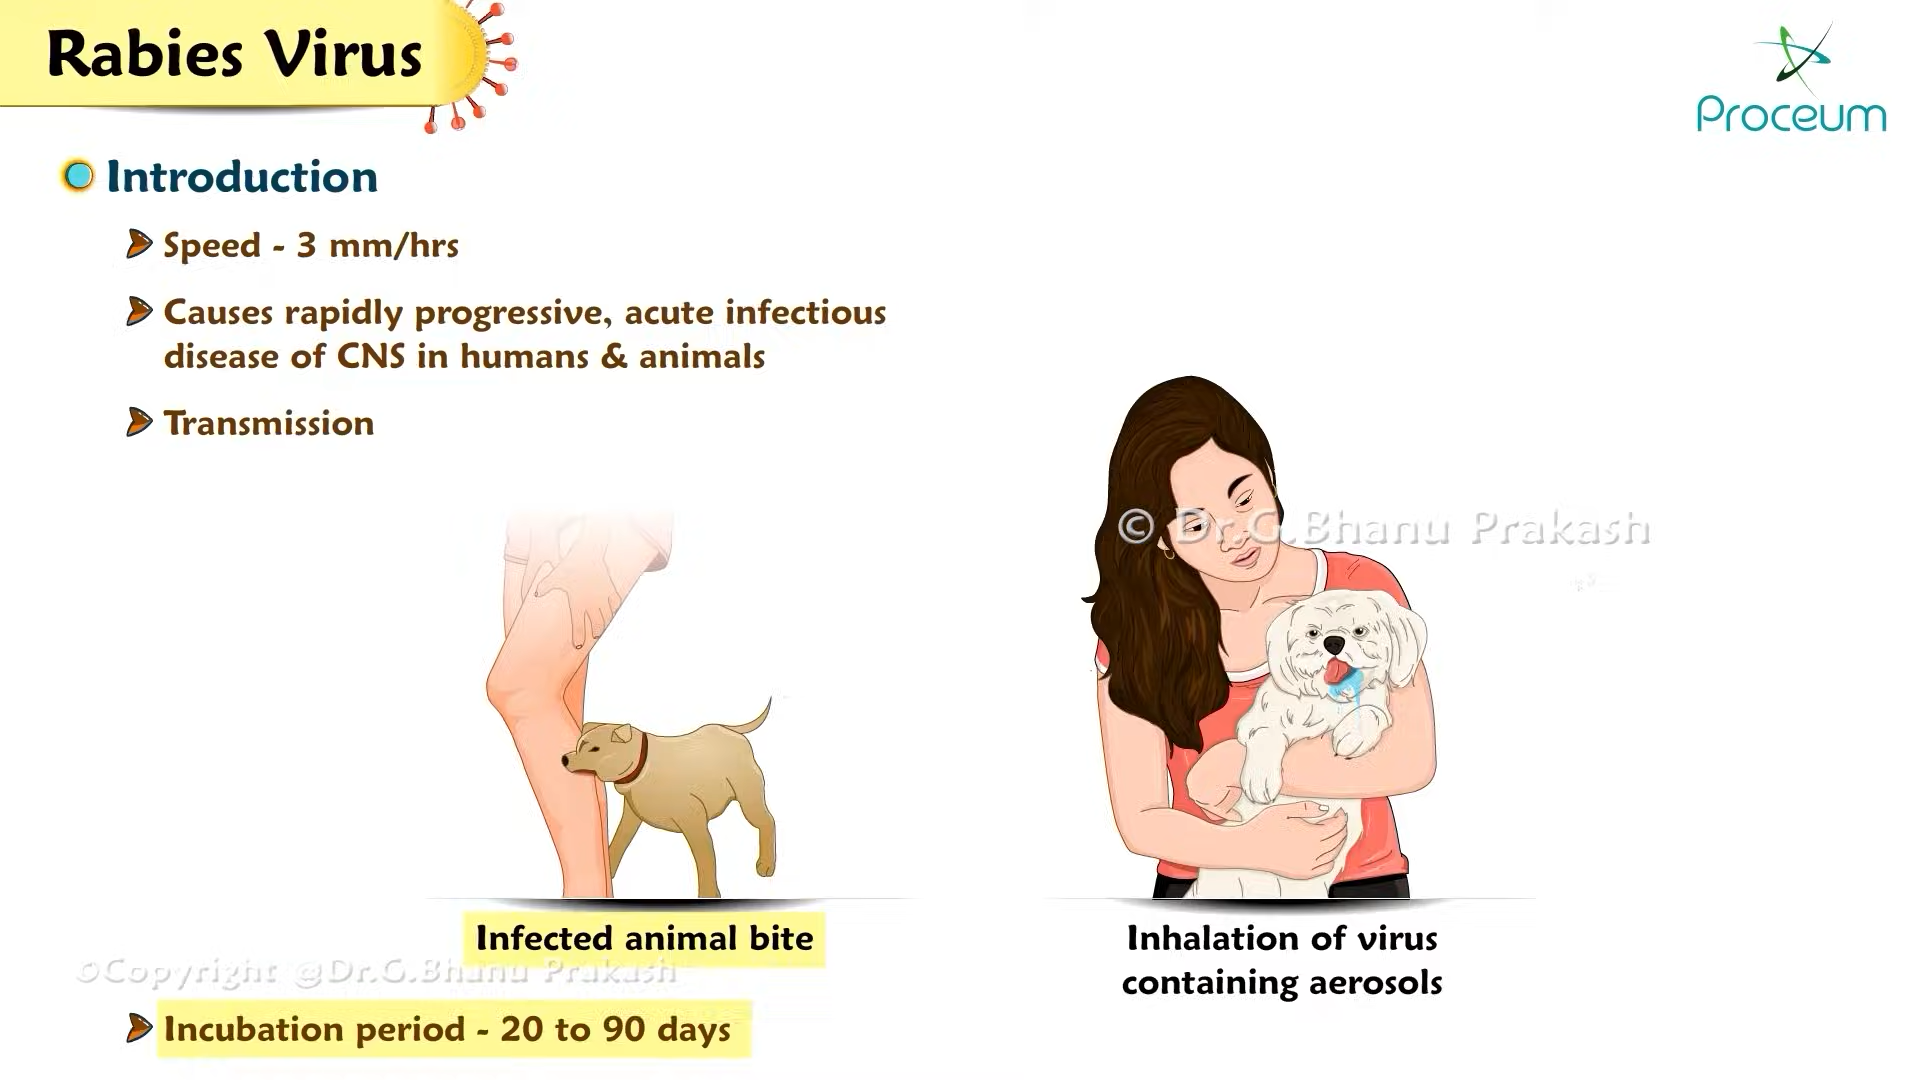 Rabies Virus
Proceum
Introduction
Speed - 3 mm/hrs
Causes rapidly progressive, acute infectious
disease of CNS in humans & animals
Transmission
© Dr.G.Bhanu Prakash
Infected animal bite
Inhalation of virus
containing aerosols
©Copyright @Dr.G.Bhanu Prakash
Incubation period - 20 to 90 days